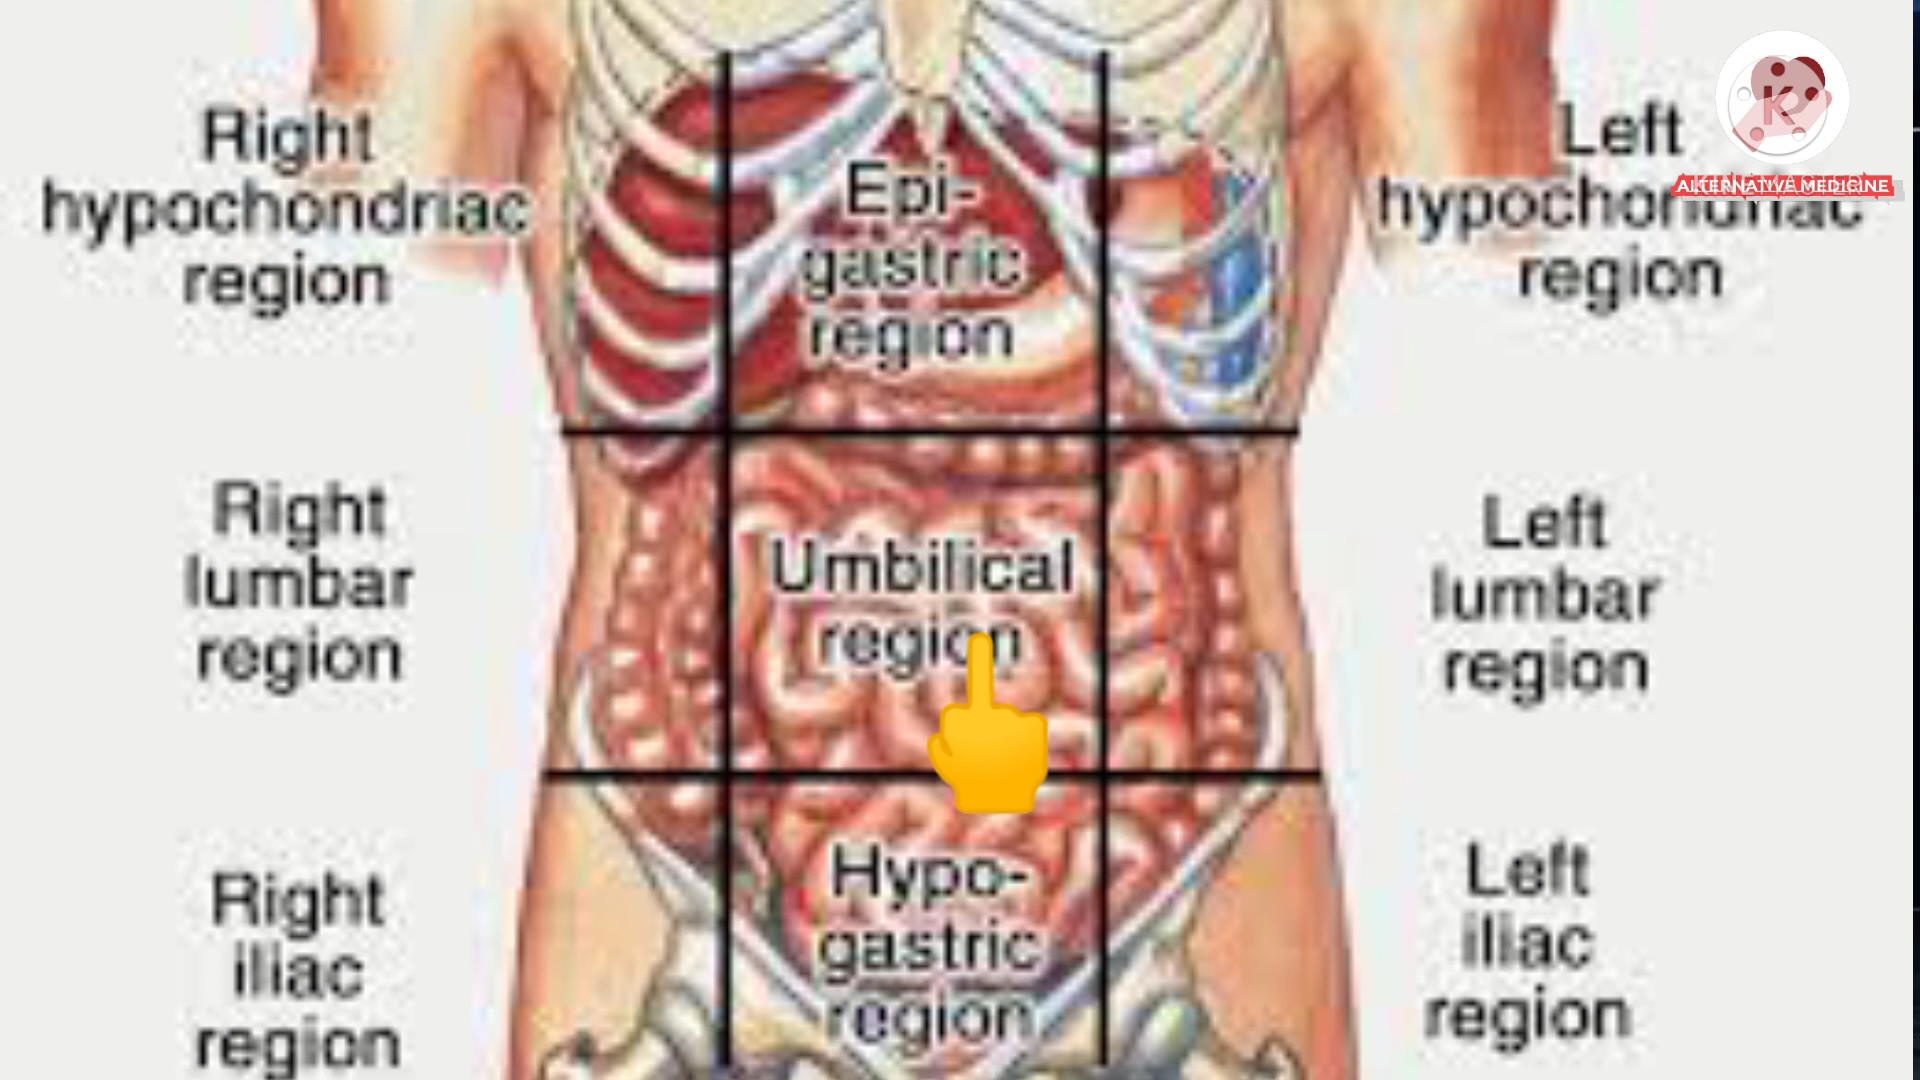 Right
hypochondriac
region
Epi-
gastric
region
Left
hypochondriac
region
K
ALTERNATIVE MEDICINE
Right
lumbar
region
Umbilical
region
Left
lumbar
region
Right
iliac
region
Hypo-
gastric
region
Left
iliac
region